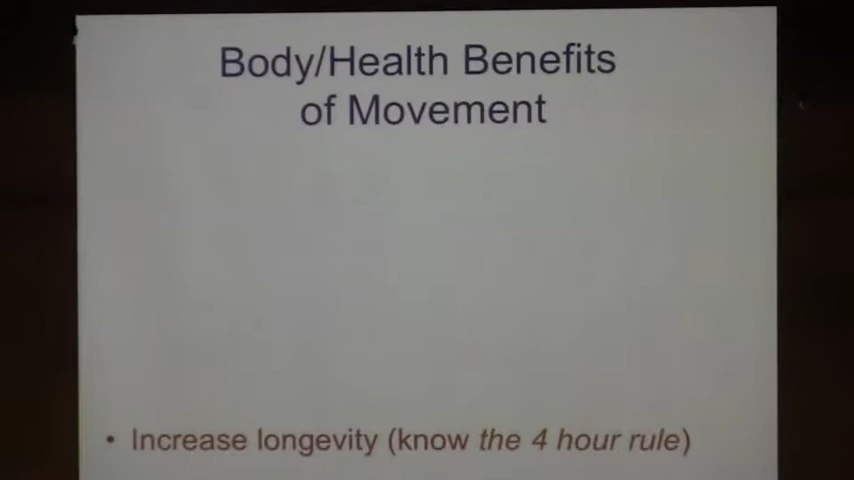 Body/Health Benefits
of Movement
• Increase longevity (know the 4 hour rule)